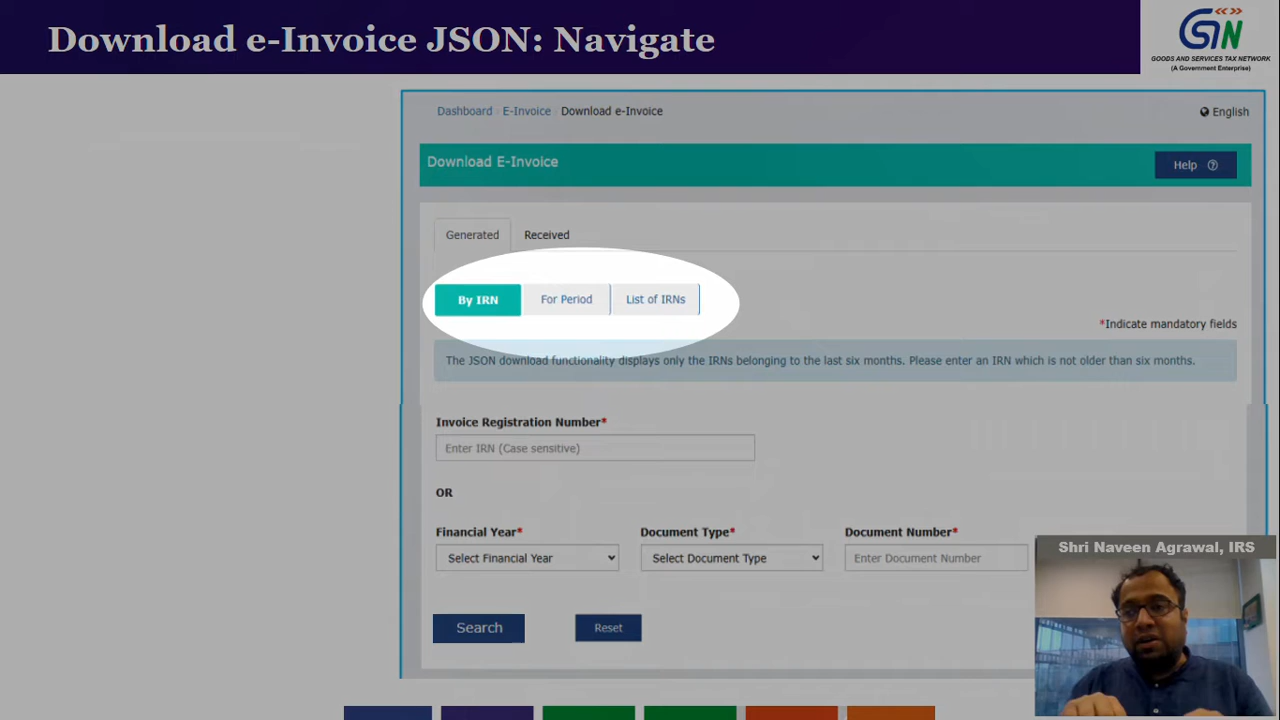 Download e-Invoice JSON: Navigate
GSTN
GOODS AND SERVICES TAX NETWORK
(A Government Enterprise)
Dashboard E-Invoice Download e-Invoice
English
Download E-Invoice
Help
Generated Received
By IRN For Period List of IRNs
*Indicate mandatory fields
The JSON download functionality displays only the IRNs belonging to the last six months. Please enter an IRN which is not older than six months.
Invoice Registration Number*
Enter IRN (Case sensitive)
OR
Financial Year* Document Type* Document Number*
Select Financial Year Select Document Type Enter Document Number
Shri Naveen Agrawal, IRS
Search Reset